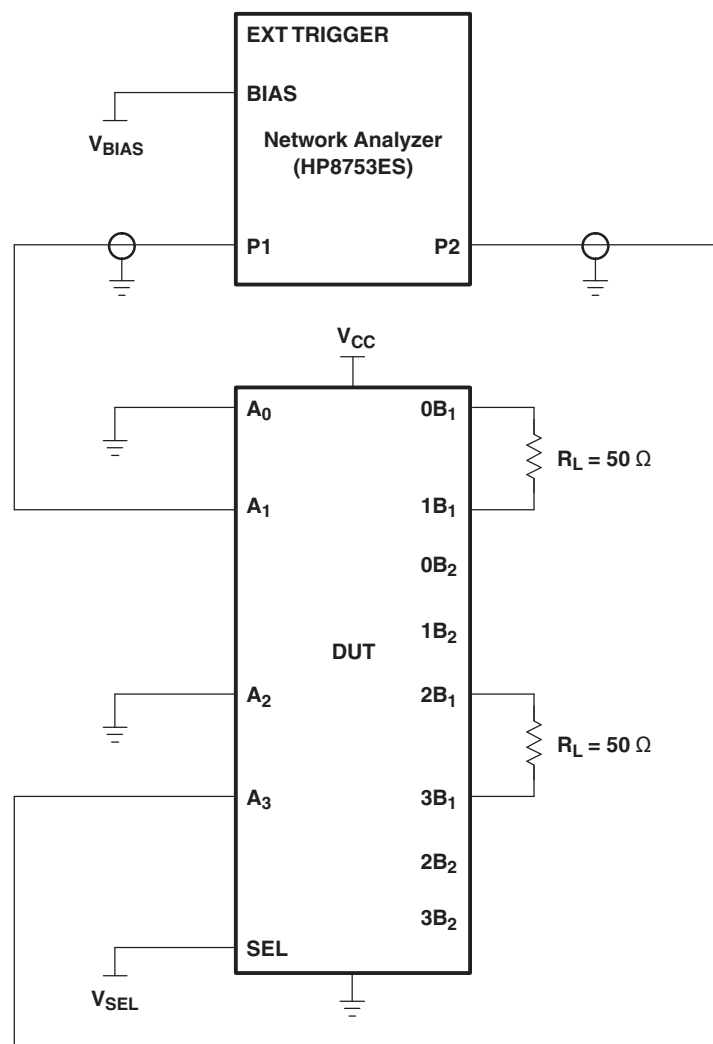 EXT TRIGGER
BIAS
V_BIAS
Network Analyzer
(HP8753ES)
P1
P2
V_CC
A_0
0B_1
R_L = 50 Ω
A_1
1B_1
0B_2
1B_2
DUT
A_2
2B_1
R_L = 50 Ω
A_3
3B_1
2B_2
3B_2
SEL
V_SEL